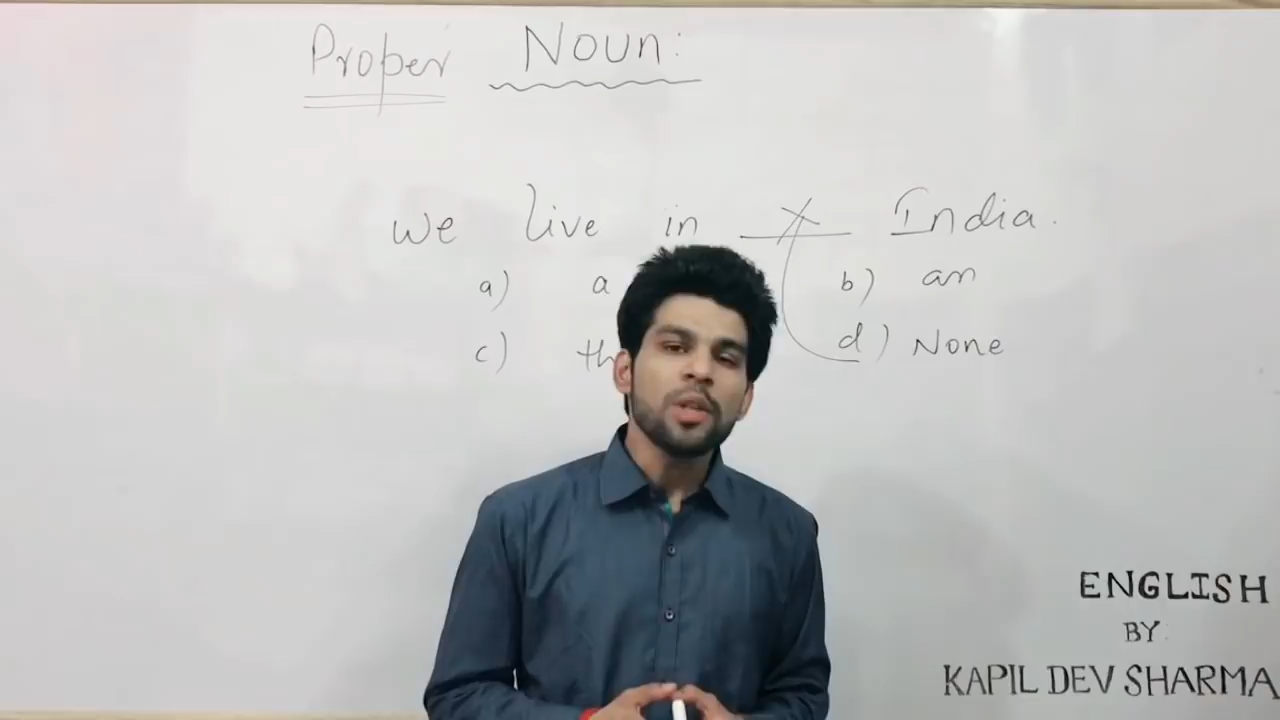 Proper Noun:
We live in X India.
a) a b) an
c) d) None
ENGLISH
BY
KAPIL DEV SHARMA